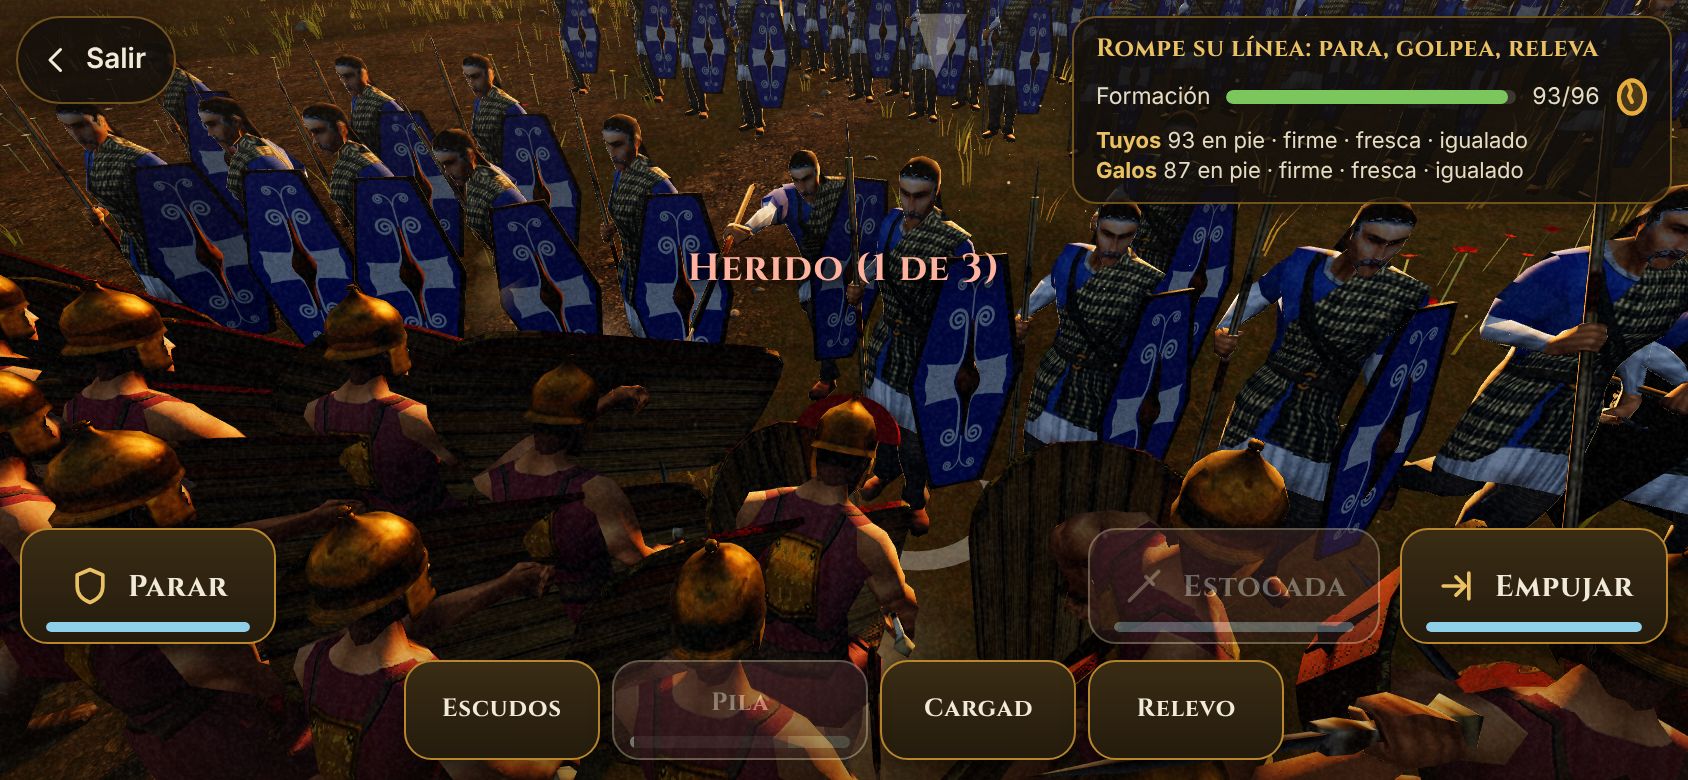 Salir
Rompe su línea: para, golpea, releva
Formación 93/96
Tuyos 93 en pie · firme · fresca · igualado
Galos 87 en pie · firme · fresca · igualado
Herido (1 de 3)
Parar
Estocada
Empujar
Escudos
Pila
Cargad
Relevo